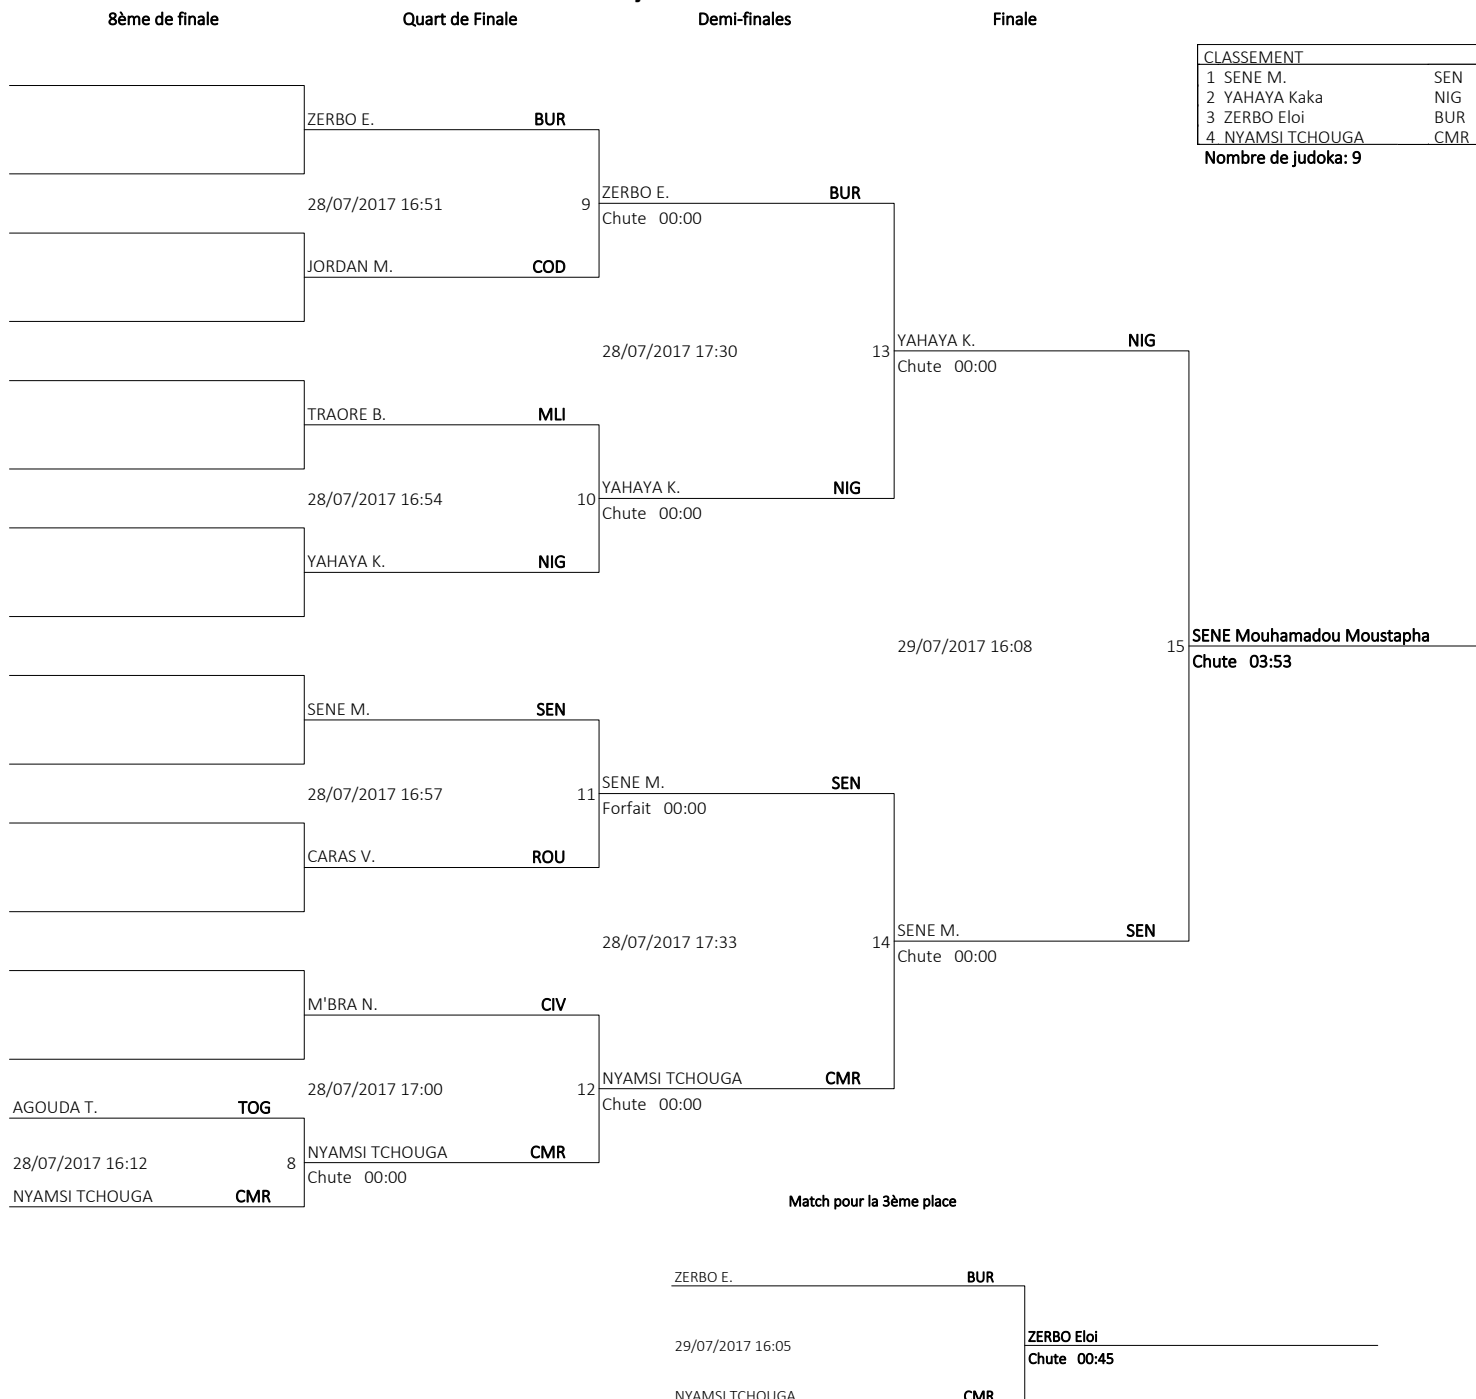 8ème de finale Quart de Finale Demi-finales Finale
CLASSEMENT
1 SENE M. SEN
2 YAHAYA Kaka NIG
3 ZERBO Eloi BUR
4 NYAMSI TCHOUGA CMR
Nombre de judoka: 9
ZERBO E. BUR
28/07/2017 16:51 9
ZERBO E. BUR
Chute 00:00
JORDAN M. COD
28/07/2017 17:30 13
YAHAYA K. NIG
Chute 00:00
TRAORE B. MLI
28/07/2017 16:54 10
YAHAYA K. NIG
Chute 00:00
YAHAYA K. NIG
29/07/2017 16:08 15
SENE Mouhamadou Moustapha
Chute 03:53
SENE M. SEN
28/07/2017 16:57 11
SENE M. SEN
Forfait 00:00
CARAS V. ROU
28/07/2017 17:33 14
SENE M. SEN
Chute 00:00
M'BRA N. CIV
28/07/2017 17:00 12
NYAMSI TCHOUGA CMR
Chute 00:00
AGOUDA T. TOG
28/07/2017 16:12 8
NYAMSI TCHOUGA CMR
Chute 00:00
NYAMSI TCHOUGA CMR
Match pour la 3ème place
ZERBO E. BUR
29/07/2017 16:05
ZERBO Eloi
Chute 00:45
NYAMSI TCHOUGA CMR